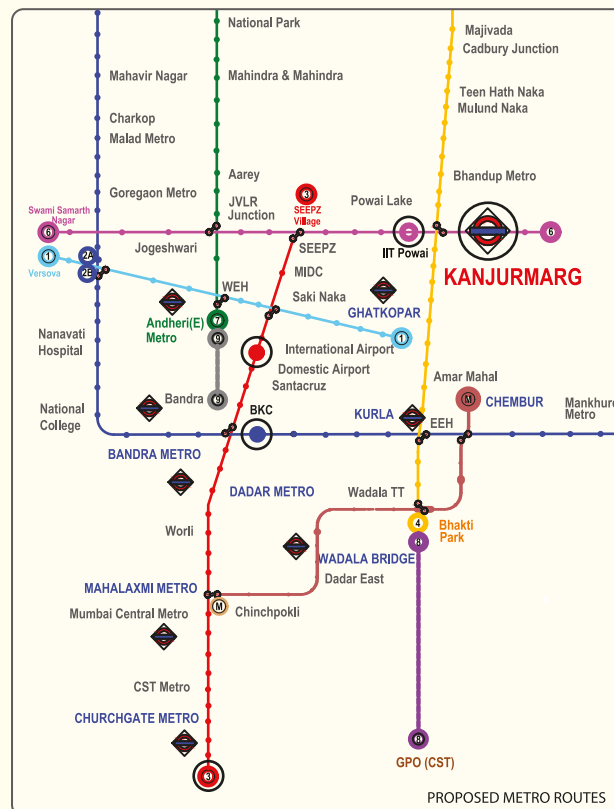 National Park
Majivada
Cadbury Junction
Mahavir Nagar
Mahindra & Mahindra
Teen Hath Naka
Mulund Naka
Charkop
Malad Metro
Aarey
Bhandup Metro
Goregaon Metro
JVLR
Junction
3
SEEPZ
Village
Powai Lake
Swami Samarth
Nagar
6
6
Jogeshwari
SEEPZ
IIT Powai
KANJURMARG
1
Versova
2A
2B
MIDC
WEH
Saki Naka
GHATKOPAR
7
Andheri(E)
Metro
9
Nanavati
Hospital
International Airport
1
Domestic Airport
Santacruz
Amar Mahal
9
Bandra
M
CHEMBUR
National
College
BKC
KURLA
EEH
Mankhurd
Metro
BANDRA METRO
DADAR METRO
Wadala TT
4
Bhakti
Park
Worli
8
WADALA BRIDGE
Dadar East
MAHALAXMI METRO
M
Chinchpokli
Mumbai Central Metro
CST Metro
CHURCHGATE METRO
8
GPO (CST)
3
PROPOSED METRO ROUTES